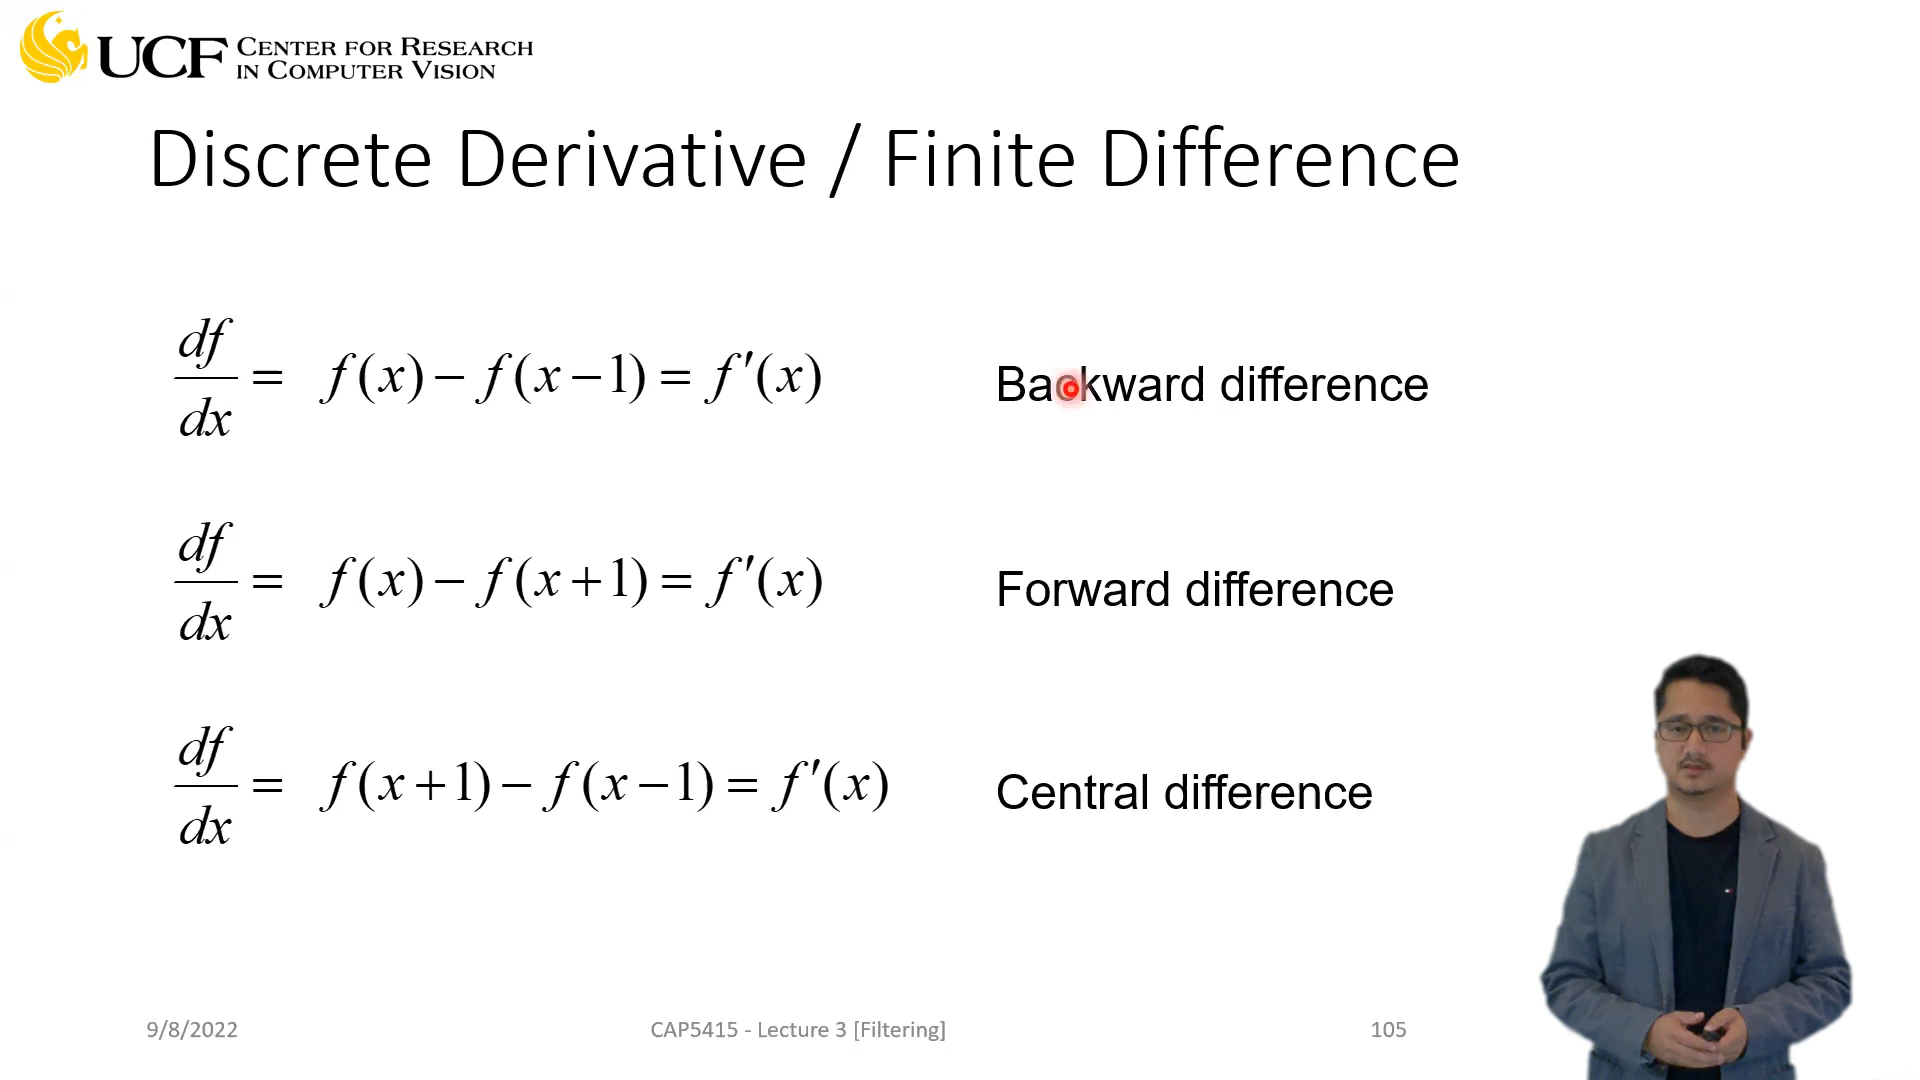 UCF CENTER FOR RESEARCH
IN COMPUTER VISION
Discrete Derivative / Finite Difference
df/dx = f(x) − f(x − 1) = f′(x) Backward difference
df/dx = f(x) − f(x + 1) = f′(x) Forward difference
df/dx = f(x + 1) − f(x − 1) = f′(x) Central difference
9/8/2022 CAP5415 - Lecture 3 [Filtering] 105